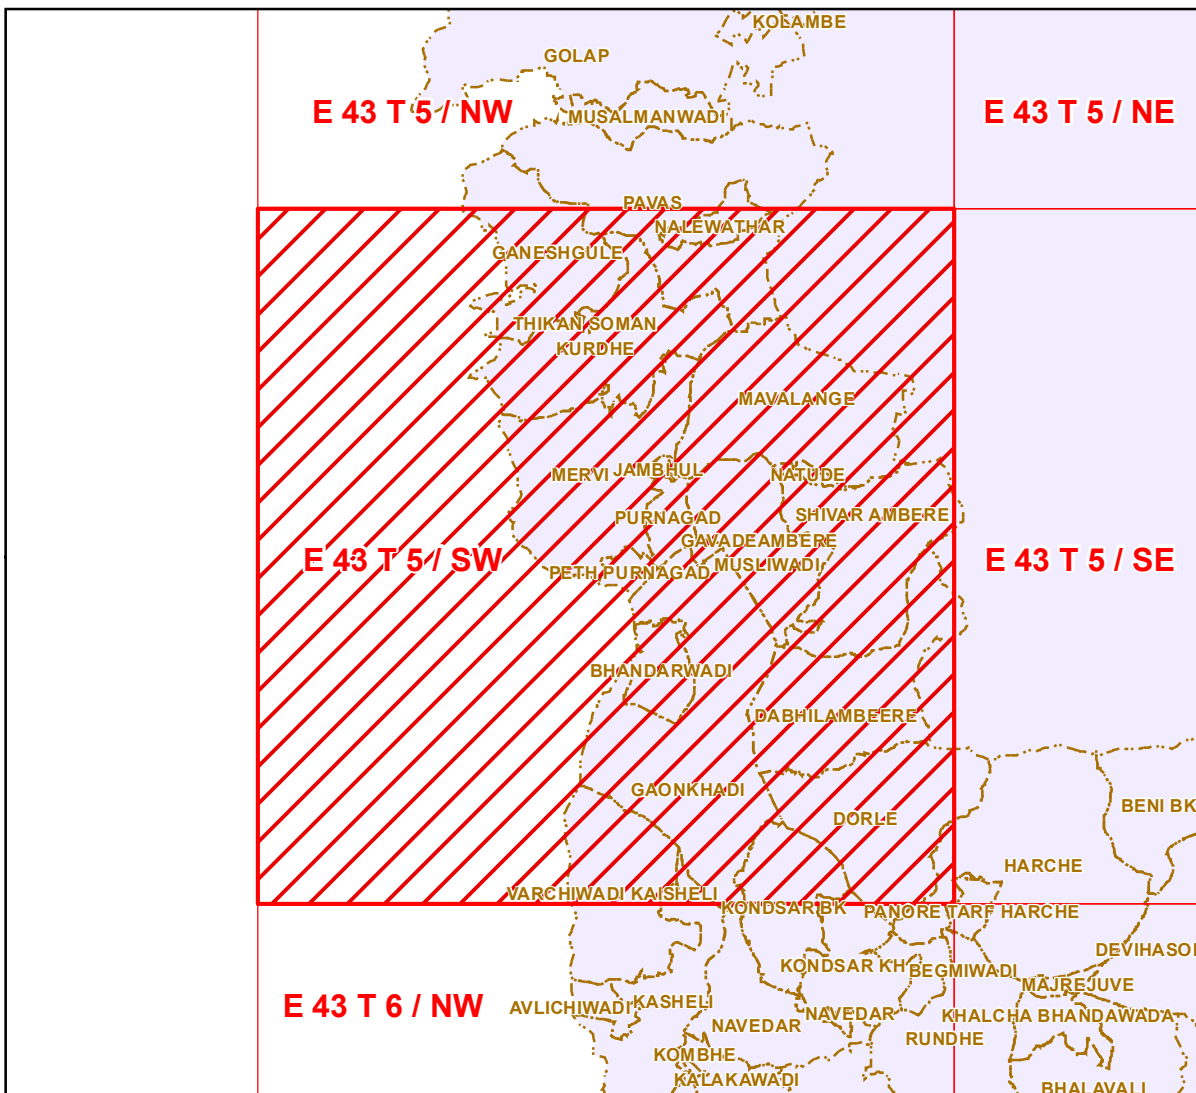 KOLAMBE
GOLAP
E 43 T 5 / NW
MUSALMANWADI
E 43 T 5 / NE
PAVAS
NALEWATHAR
GANESHGULE
THIKAN SOMAN
KURDHE
MAVALANGE
MERVI
JAMBHUL
NATUDE
PURNAGAD
SHIVAR AMBERE
GAVADEAMBERE
E 43 T 5 / SW
MUSLIWADI
E 43 T 5 / SE
PETH PURNAGAD
BHANDARWADI
DABHILAMBEERE
GAONKHADI
BENI BK
DORLE
HARCHE
VARCHIWADI KAISHELI
KONDSAR BK
PANORE TARF HARCHE
DEVIHASOL
KONDSAR KH
BEGMIWADI
MAJREJUVE
E 43 T 6 / NW
AVLICHIWADI
KASHELI
NAVEDAR
NAVEDAR
KHALCHA BHANDAWADA
RUNDHE
KOMBHE
KALAKAWADI
BHALAVALI